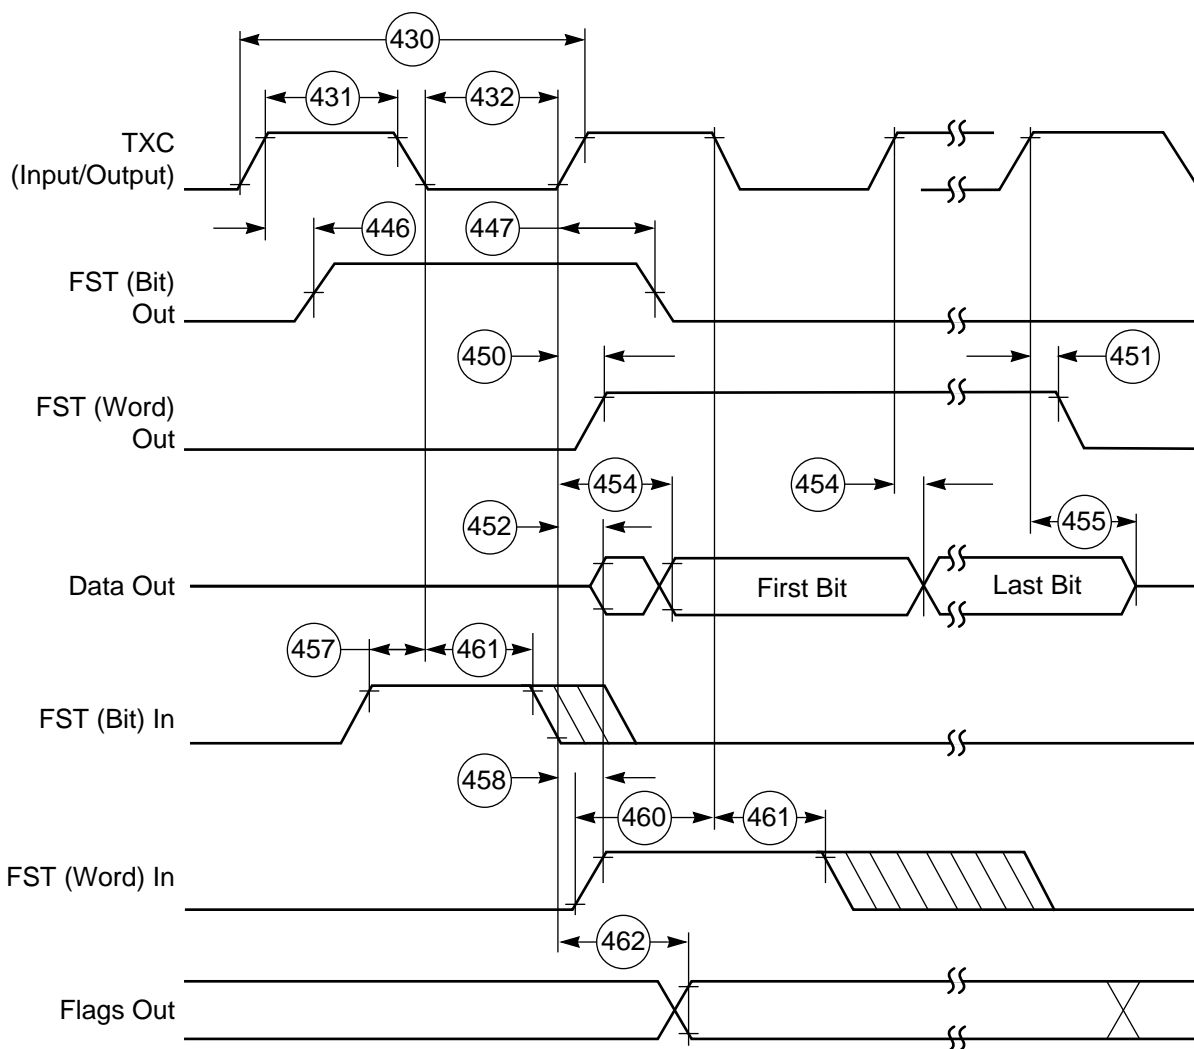 430
431
432
TXC
(Input/Output)
446
447
FST (Bit)
Out
450
451
FST (Word)
Out
454
454
452
455
Data Out
First Bit
Last Bit
457
461
FST (Bit) In
458
460
461
FST (Word) In
462
Flags Out